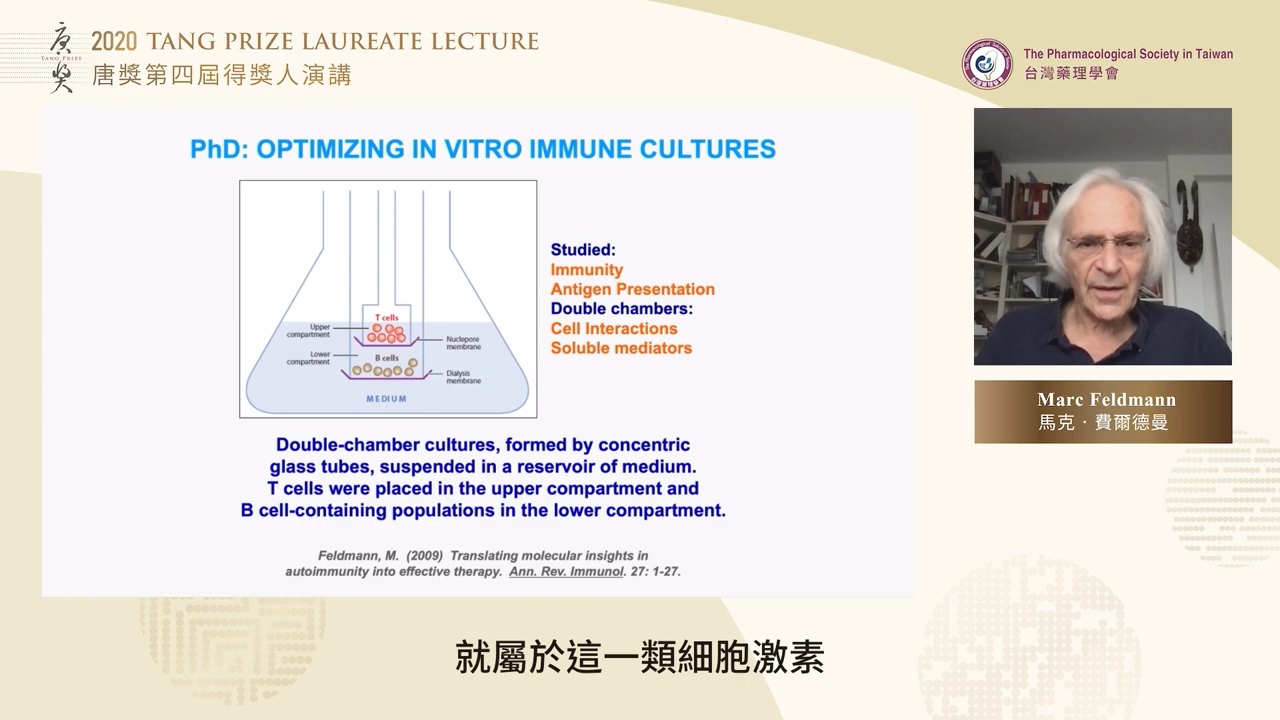 唐獎
TANG PRIZE
2020 TANG PRIZE LAUREATE LECTURE
唐獎第四屆得獎人演講
The Pharmacological Society in Taiwan
台灣藥理學會
PhD: OPTIMIZING IN VITRO IMMUNE CULTURES
T cells
Upper
compartment
Nuclepore
membrane
Lower
compartment
B cells
Dialysis
membrane
MEDIUM
Studied:
Immunity
Antigen Presentation
Double chambers:
Cell Interactions
Soluble mediators
Double-chamber cultures, formed by concentric
glass tubes, suspended in a reservoir of medium.
T cells were placed in the upper compartment and
B cell-containing populations in the lower compartment.
Feldmann, M. (2009) Translating molecular insights in
autoimmunity into effective therapy. Ann. Rev. Immunol. 27: 1-27.
Marc Feldmann
馬克．費爾德曼
就屬於這一類細胞激素